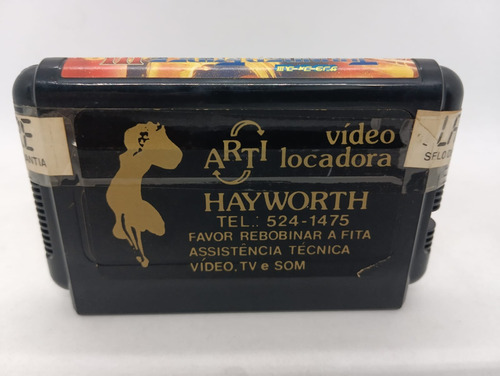 ARTI
vídeo
locadora
HAYWORTH
TEL.: 524-1475
FAVOR REBOBINAR A FITA
ASSISTÊNCIA TÉCNICA
VÍDEO, TV e SOM